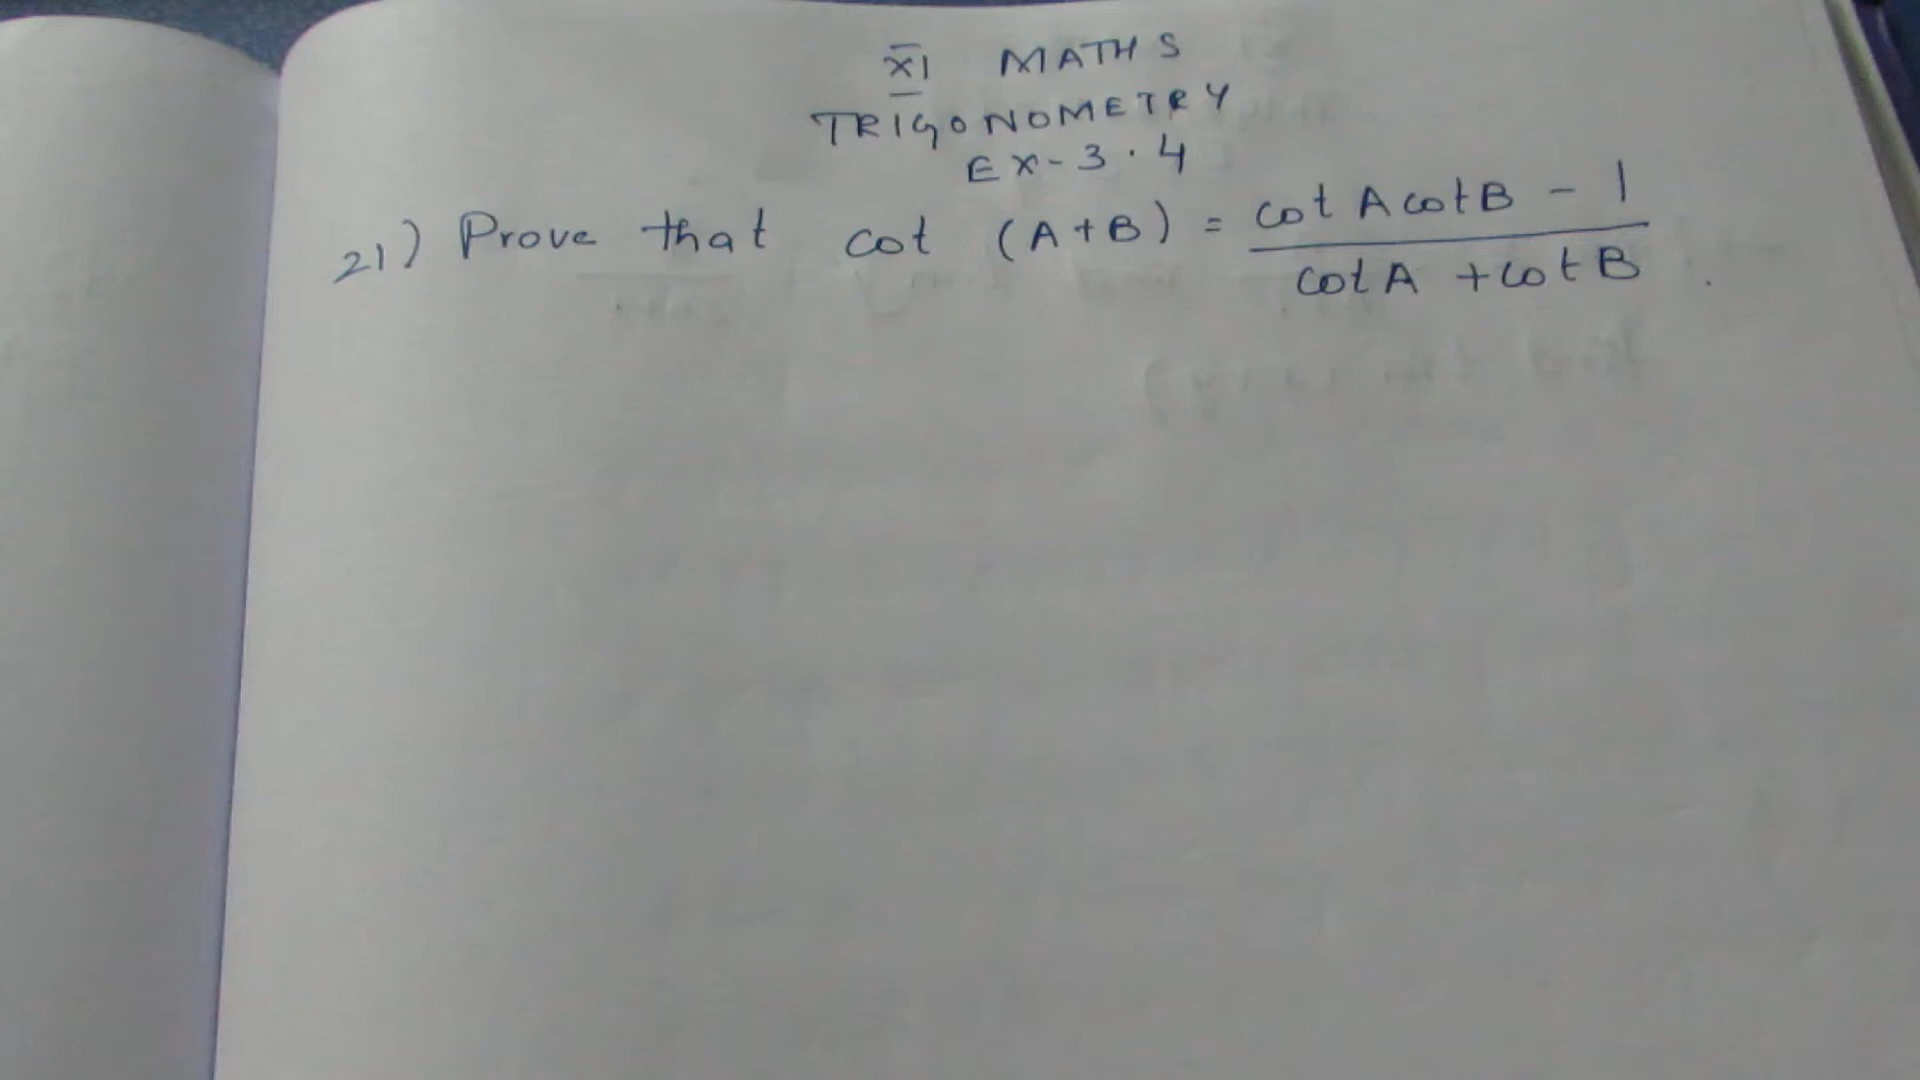 XI MATHS
TRIGONOMETRY
EX-3.4
21) Prove that cot (A+B) = cot A cot B - 1
cot A + cot B .